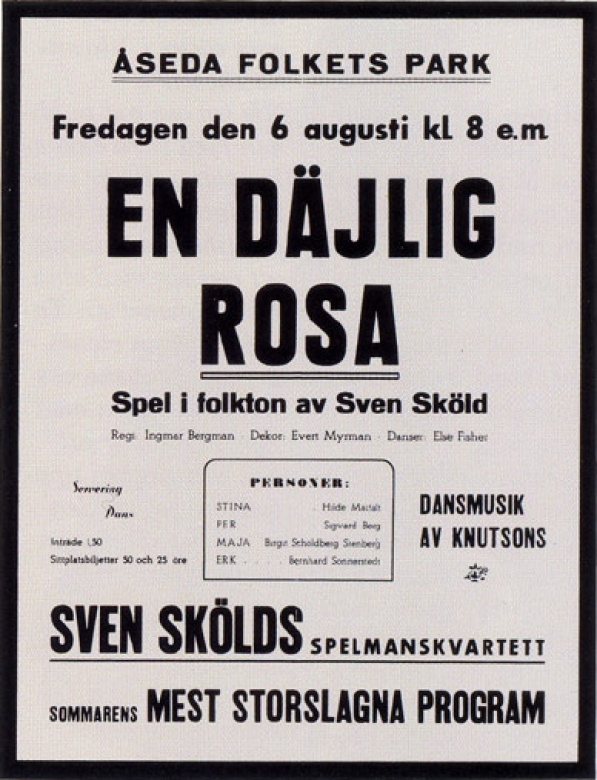 ÅSEDA FOLKETS PARK
Fredagen den 6 augusti kl 8 e.m
EN DÄJLIG
ROSA
Spel i folkton av Sven Sköld
Regi: Ingmar Bergman · Dekor: Evert Myrman · Danser: Else Fisher
Servering
Dans
Inträde 1,50
Sittplatsbiljetter 50 och 25 öre
PERSONER:
STINA . Hilde
PER Sigvard Berg
MAJA Birgit Scholdberg Stenberg
ERK . . . . Bernhard Sonnerstedt
DANSMUSIK
AV KNUTSONS
SVEN SKÖLDS SPELMANSKVARTETT
SOMMARENS MEST STORSLAGNA PROGRAM